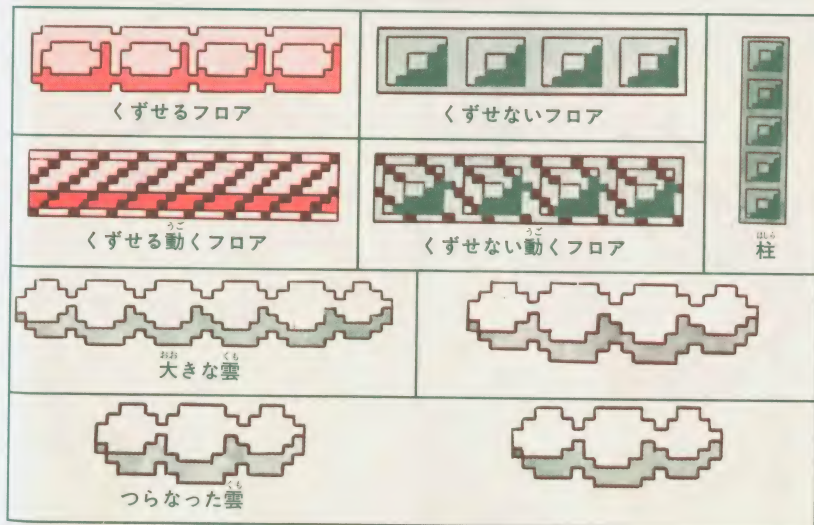 くずせるフロア
くずせないフロア
くずせる動くフロア
くずせない動くフロア
柱
大きな雲
つらなった雲